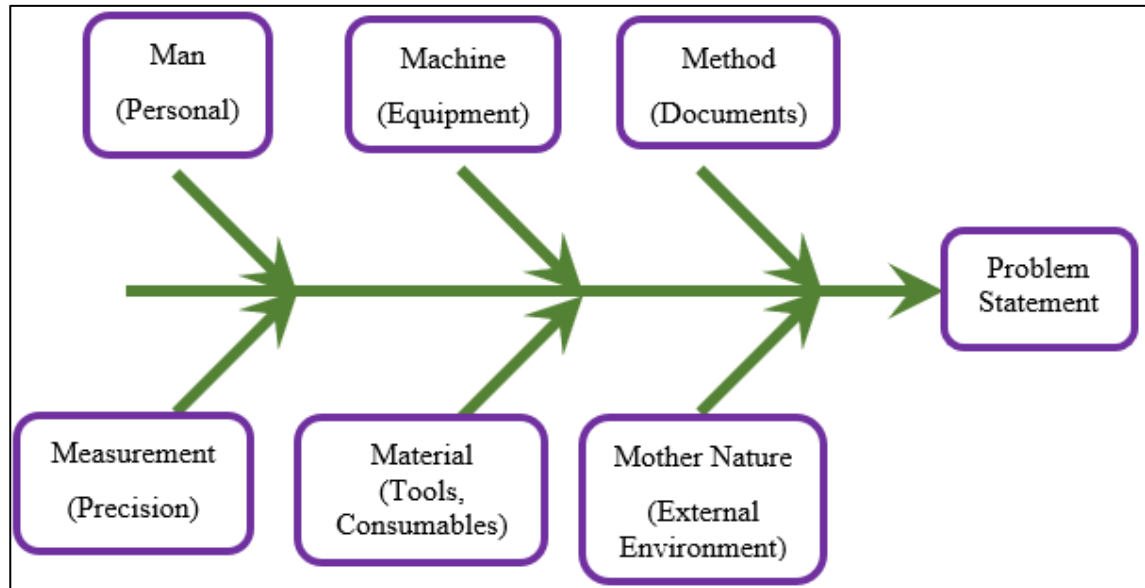 Man
(Personal)
Machine
(Equipment)
Method
(Documents)
Problem
Statement
Measurement
(Precision)
Material
(Tools,
Consumables)
Mother Nature
(External
Environment)